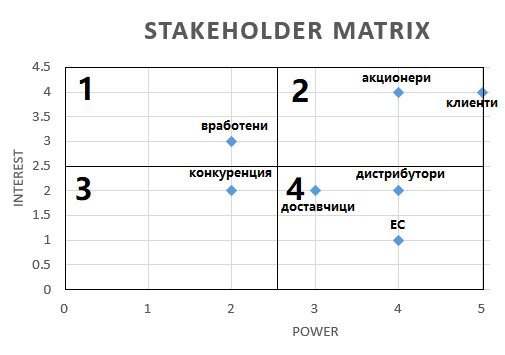 STAKEHOLDER MATRIX
4.5
1
2
акционери
4
клиенти
3.5
вработени
3
2.5
3
конкуренция
4
дистрибутори
2
доставчици
1.5
ЕС
1
0.5
0
0
1
2
3
4
5
INTEREST
POWER